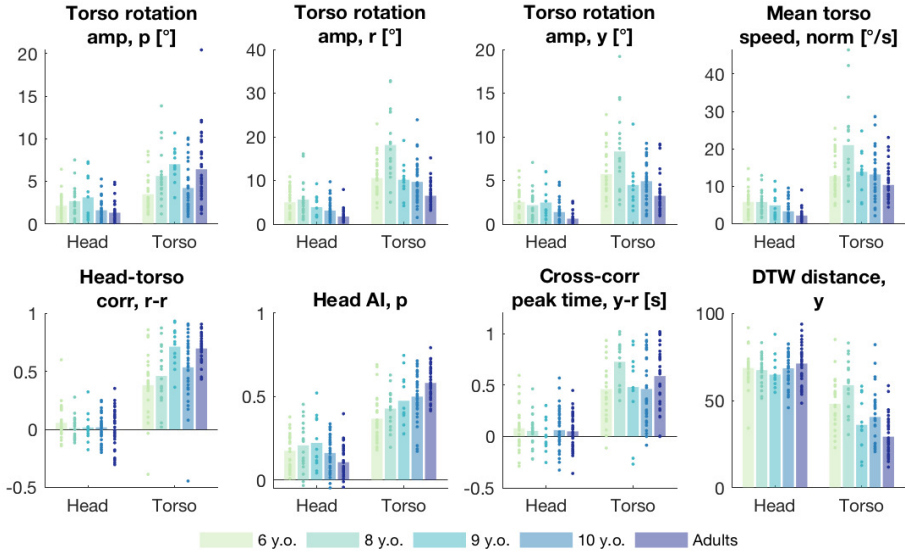 Torso rotation
amp, p [°]
20
15
10
5
0
Head Torso
Torso rotation
amp, r [°]
40
30
20
10
0
Head Torso
Torso rotation
amp, y [°]
20
15
10
5
0
Head Torso
Mean torso
speed, norm [°/s]
40
30
20
10
0
Head Torso
Head-torso
corr, r-r
1
0.5
0
-0.5
Head Torso
Head AI, p
1
0.5
0
Head Torso
Cross-corr
peak time, y-r [s]
1
0.5
0
-0.5
Head Torso
DTW distance,
y
100
50
0
Head Torso
6 y.o. 8 y.o. 9 y.o. 10 y.o. Adults